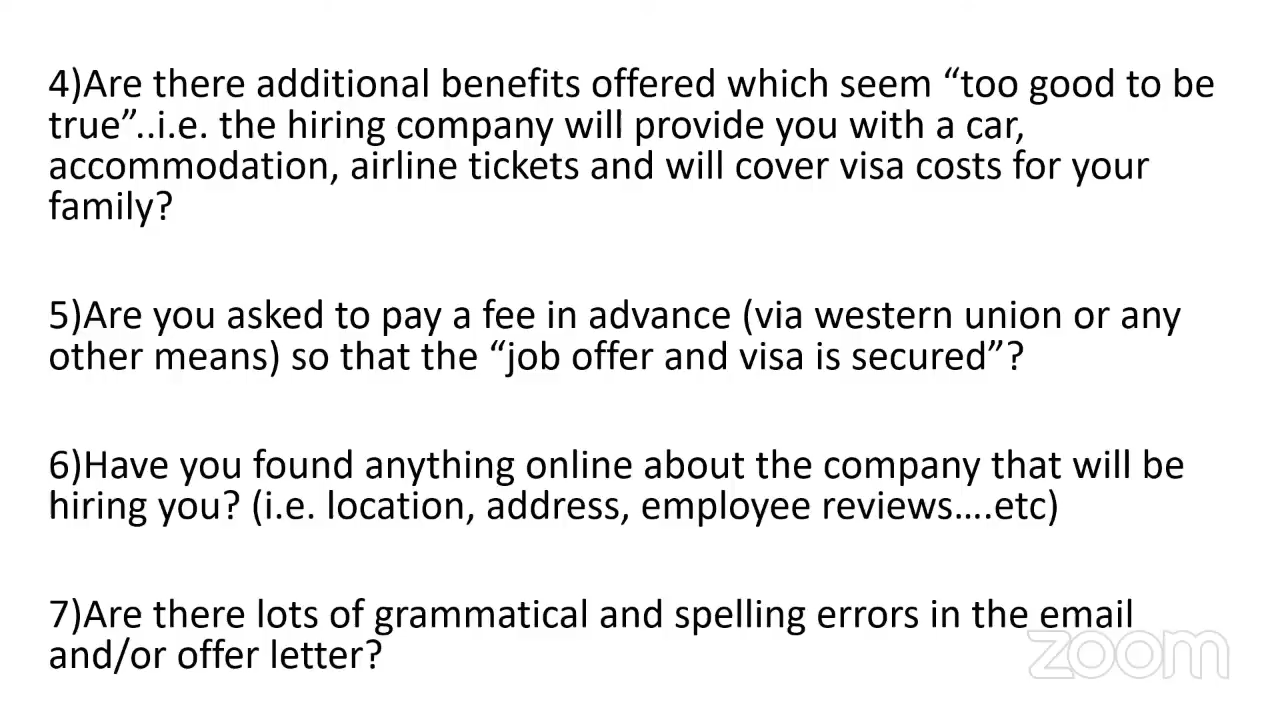 4)Are there additional benefits offered which seem “too good to be
true”..i.e. the hiring company will provide you with a car,
accommodation, airline tickets and will cover visa costs for your
family?
5)Are you asked to pay a fee in advance (via western union or any
other means) so that the “job offer and visa is secured”?
6)Have you found anything online about the company that will be
hiring you? (i.e. location, address, employee reviews….etc)
7)Are there lots of grammatical and spelling errors in the email
and/or offer letter?
zoom